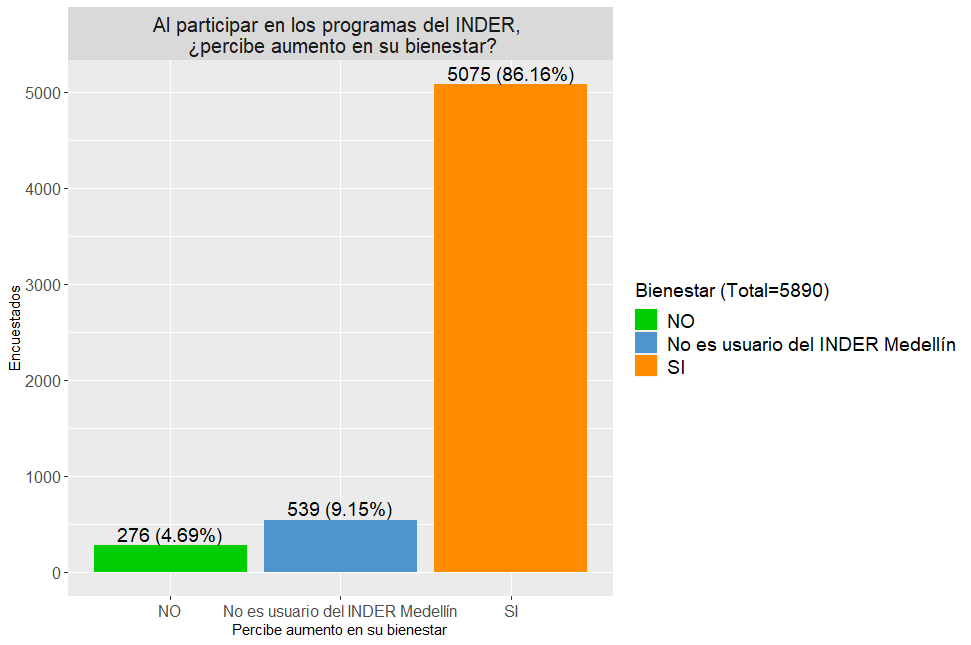 Al participar en los programas del INDER,
¿percibe aumento en su bienestar?
5075 (86.16%)
539 (9.15%)
276 (4.69%)
5000
4000
3000
2000
1000
0
Encuestados
NO
No es usuario del INDER Medellín
SI
Percibe aumento en su bienestar
Bienestar (Total=5890)
NO
No es usuario del INDER Medellín
SI